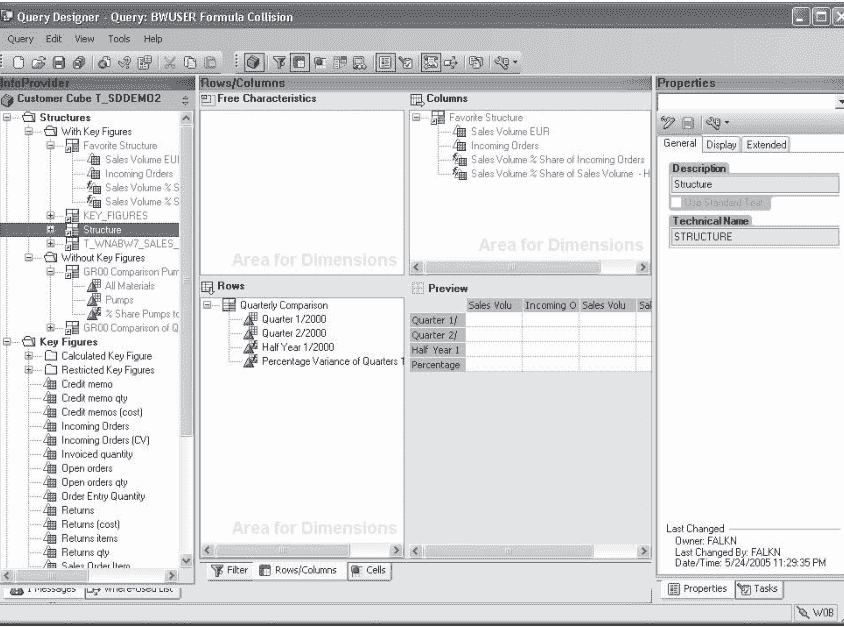 Query Designer - Query: BWUSER Formula Collision
Query Edit View Tools Help
InfoProvider
Customer Cube T_SDDEMO2
Structures
With Key Figures
Favorite Structure
Sales Volume EUI
Incoming Orders
Sales Volume % S
Sales Volume % S
KEY_FIGURES
Structure
T_WNABW7_SALES_
Without Key Figures
GR00 Comparison Pum
All Materials
Pumps
% Share Pumps to
GR00 Comparison of Q
Key Figures
Calculated Key Figure
Restricted Key Figures
Credit memo
Credit memo qty
Credit memos (cost)
Incoming Orders
Incoming Orders (CV)
Invoiced quantity
Open orders
Open orders qty
Order Entry Quantity
Returns
Returns (cost)
Returns items
Returns qty
Sales Order Item
Messages Where-Used List
Rows/Columns
Free Characteristics
Area for Dimensions
Columns
Favorite Structure
Sales Volume EUR
Incoming Orders
Sales Volume % Share of Incoming Orders
Sales Volume % Share of Sales Volume - H
Area for Dimensions
Rows
Quarterly Comparison
Quarter 1/2000
Quarter 2/2000
Half Year 1/2000
Percentage Variance of Quarters 1
Area for Dimensions
Preview
Sales Volu Incoming O Sales Volu Sal
Quarter 1/
Quarter 2/
Half Year 1
Percentage
Filter Rows/Columns Cells
Properties
General Display Extended
Description
Structure
Use Standard Text
Technical Name
STRUCTURE
Last Changed
Owner: FALKN
Last Changed By: FALKN
Date/Time: 5/24/2005 11:29:35 PM
Properties Tasks
W0B